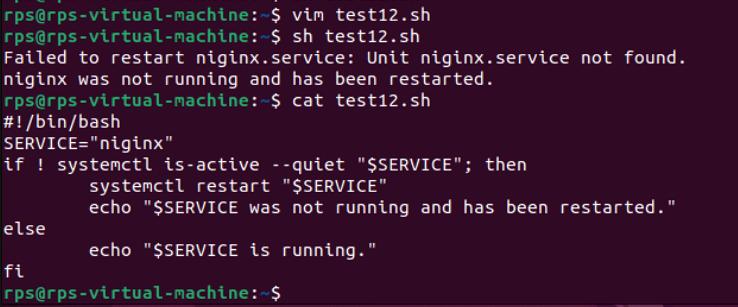 rps@rps-virtual-machine:~$ vim test12.sh
rps@rps-virtual-machine:~$ sh test12.sh
Failed to restart niginx.service: Unit niginx.service not found.
niginx was not running and has been restarted.
rps@rps-virtual-machine:~$ cat test12.sh
#!/bin/bash
SERVICE="niginx"
if ! systemctl is-active --quiet "$SERVICE"; then
        systemctl restart "$SERVICE"
        echo "$SERVICE was not running and has been restarted."
else
        echo "$SERVICE is running."
fi
rps@rps-virtual-machine:~$